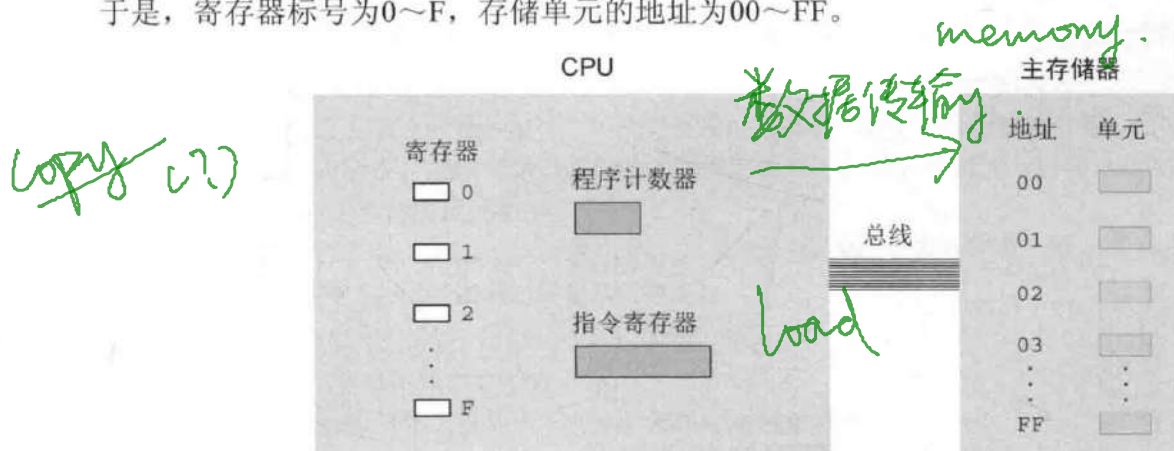 于是，寄存器标号为0～F，存储单元的地址为00～FF。
memory.
CPU
主存储器
数据传输
地址 单元
寄存器
copy (?)
程序计数器
0
00
总线
01
1
02
2
指令寄存器
load
03
F
FF